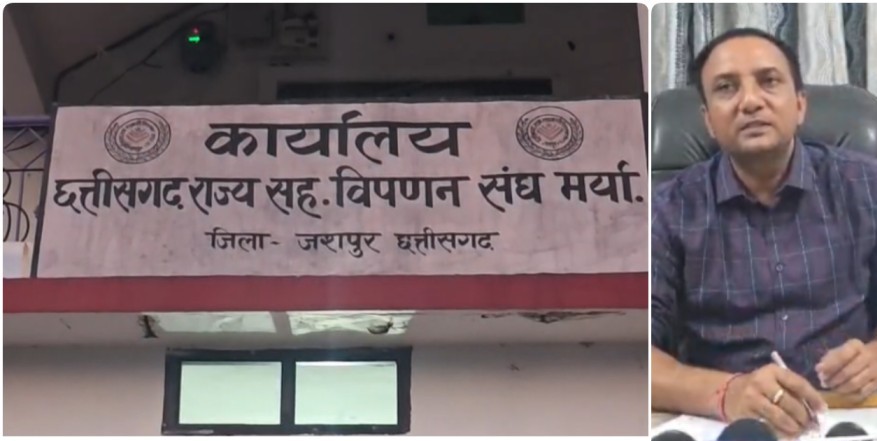 कार्यालय
छत्तीसगढ़ राज्य सह. विपणन संघ मर्या.
जिला- जशपुर छत्तीसगढ़